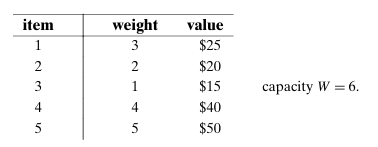 item weight value
1 3 $25
2 2 $20
3 1 $15 capacity W = 6.
4 4 $40
5 5 $50